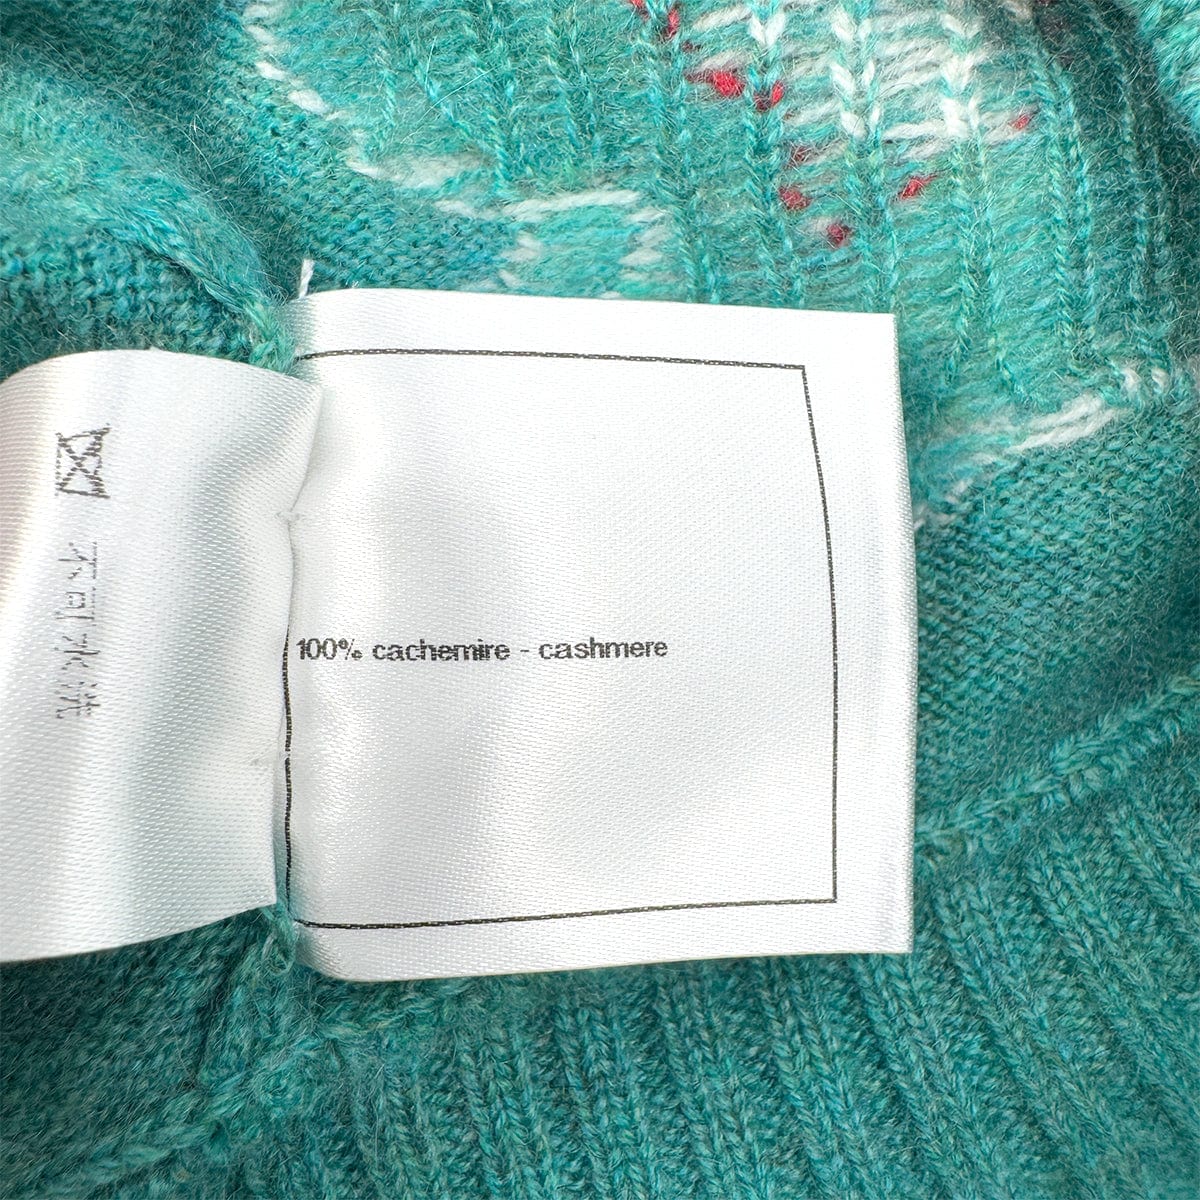 100% cachemire - cashmere